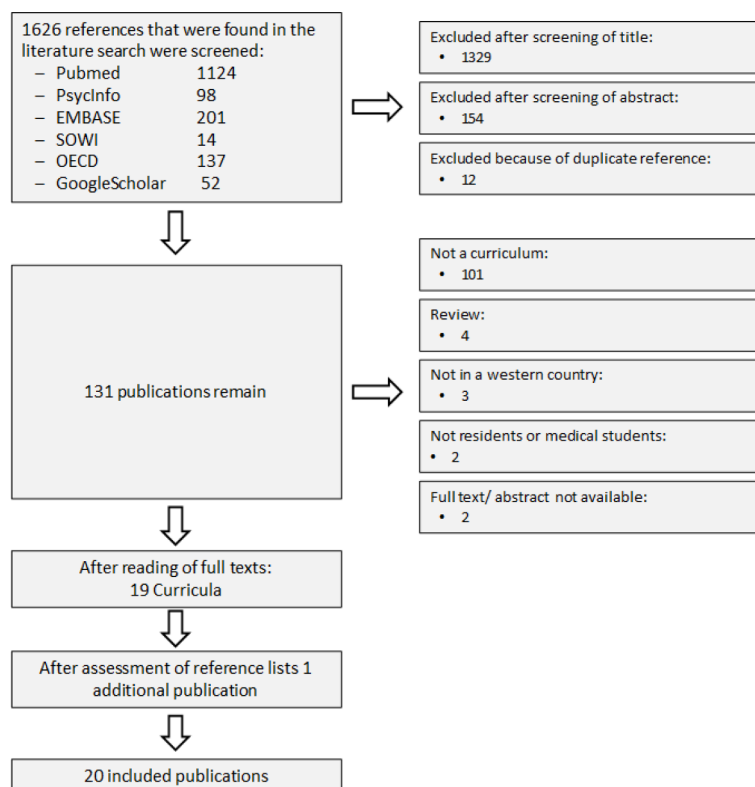 1626 references that were found in the
literature search were screened:
– Pubmed 1124
– PsycInfo 98
– EMBASE 201
– SOWI 14
– OECD 137
– GoogleScholar 52
Excluded after screening of title:
• 1329
Excluded after screening of abstract:
• 154
Excluded because of duplicate reference:
• 12
131 publications remain
Not a curriculum:
• 101
Review:
• 4
Not in a western country:
• 3
Not residents or medical students:
• 2
Full text/ abstract not available:
• 2
After reading of full texts:
19 Curricula
After assessment of reference lists 1
additional publication
20 included publications